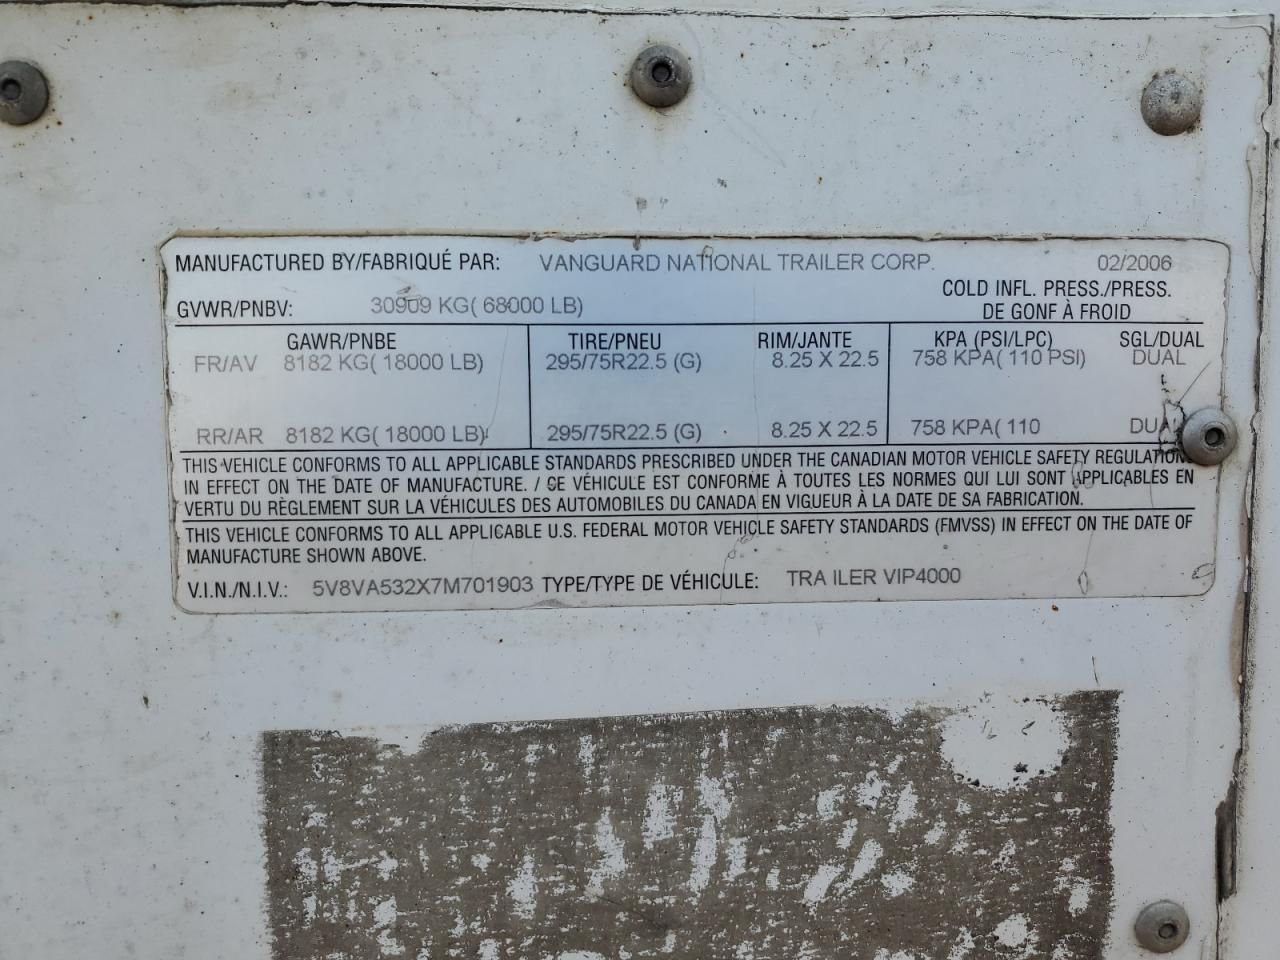 MANUFACTURED BY/FABRIQUÉ PAR: VANGUARD NATIONAL TRAILER CORP. 02/2006
GVWR/PNBV: 30909 KG( 68000 LB) COLD INFL. PRESS./PRESS.
DE GONF À FROID
GAWR/PNBE TIRE/PNEU RIM/JANTE KPA (PSI/LPC) SGL/DUAL
FR/AV 8182 KG( 18000 LB) 295/75R22.5 (G) 8.25 X 22.5 758 KPA( 110 PSI) DUAL
RR/AR 8182 KG( 18000 LB) 295/75R22.5 (G) 8.25 X 22.5 758 KPA( 110 DUAL
THIS VEHICLE CONFORMS TO ALL APPLICABLE STANDARDS PRESCRIBED UNDER THE CANADIAN MOTOR VEHICLE SAFETY REGULATIONS
IN EFFECT ON THE DATE OF MANUFACTURE. / CE VÉHICULE EST CONFORME À TOUTES LES NORMES QUI LUI SONT APPLICABLES EN
VERTU DU RÈGLEMENT SUR LA VÉHICULES DES AUTOMOBILES DU CANADA EN VIGUEUR À LA DATE DE SA FABRICATION.
THIS VEHICLE CONFORMS TO ALL APPLICABLE U.S. FEDERAL MOTOR VEHICLE SAFETY STANDARDS (FMVSS) IN EFFECT ON THE DATE OF
MANUFACTURE SHOWN ABOVE.
V.I.N./N.I.V.: 5V8VA532X7M701903 TYPE/TYPE DE VÉHICULE: TRAILER VIP4000